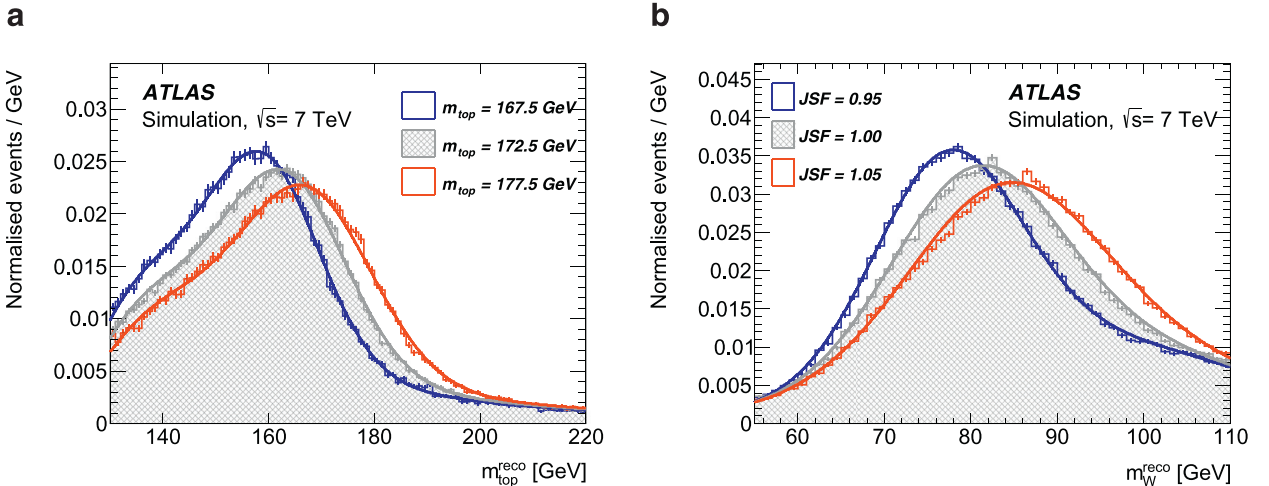 a
Normalised events / GeV
ATLAS
Simulation, √s= 7 TeV
m_top = 167.5 GeV
m_top = 172.5 GeV
m_top = 177.5 GeV
0.03
0.025
0.02
0.015
0.01
0.005
0
140 160 180 200 220
m_top^reco [GeV]
b
Normalised events / GeV
JSF = 0.95
JSF = 1.00
JSF = 1.05
ATLAS
Simulation, √s= 7 TeV
0.045
0.04
0.035
0.03
0.025
0.02
0.015
0.01
0.005
0
60 70 80 90 100 110
m_W^reco [GeV]